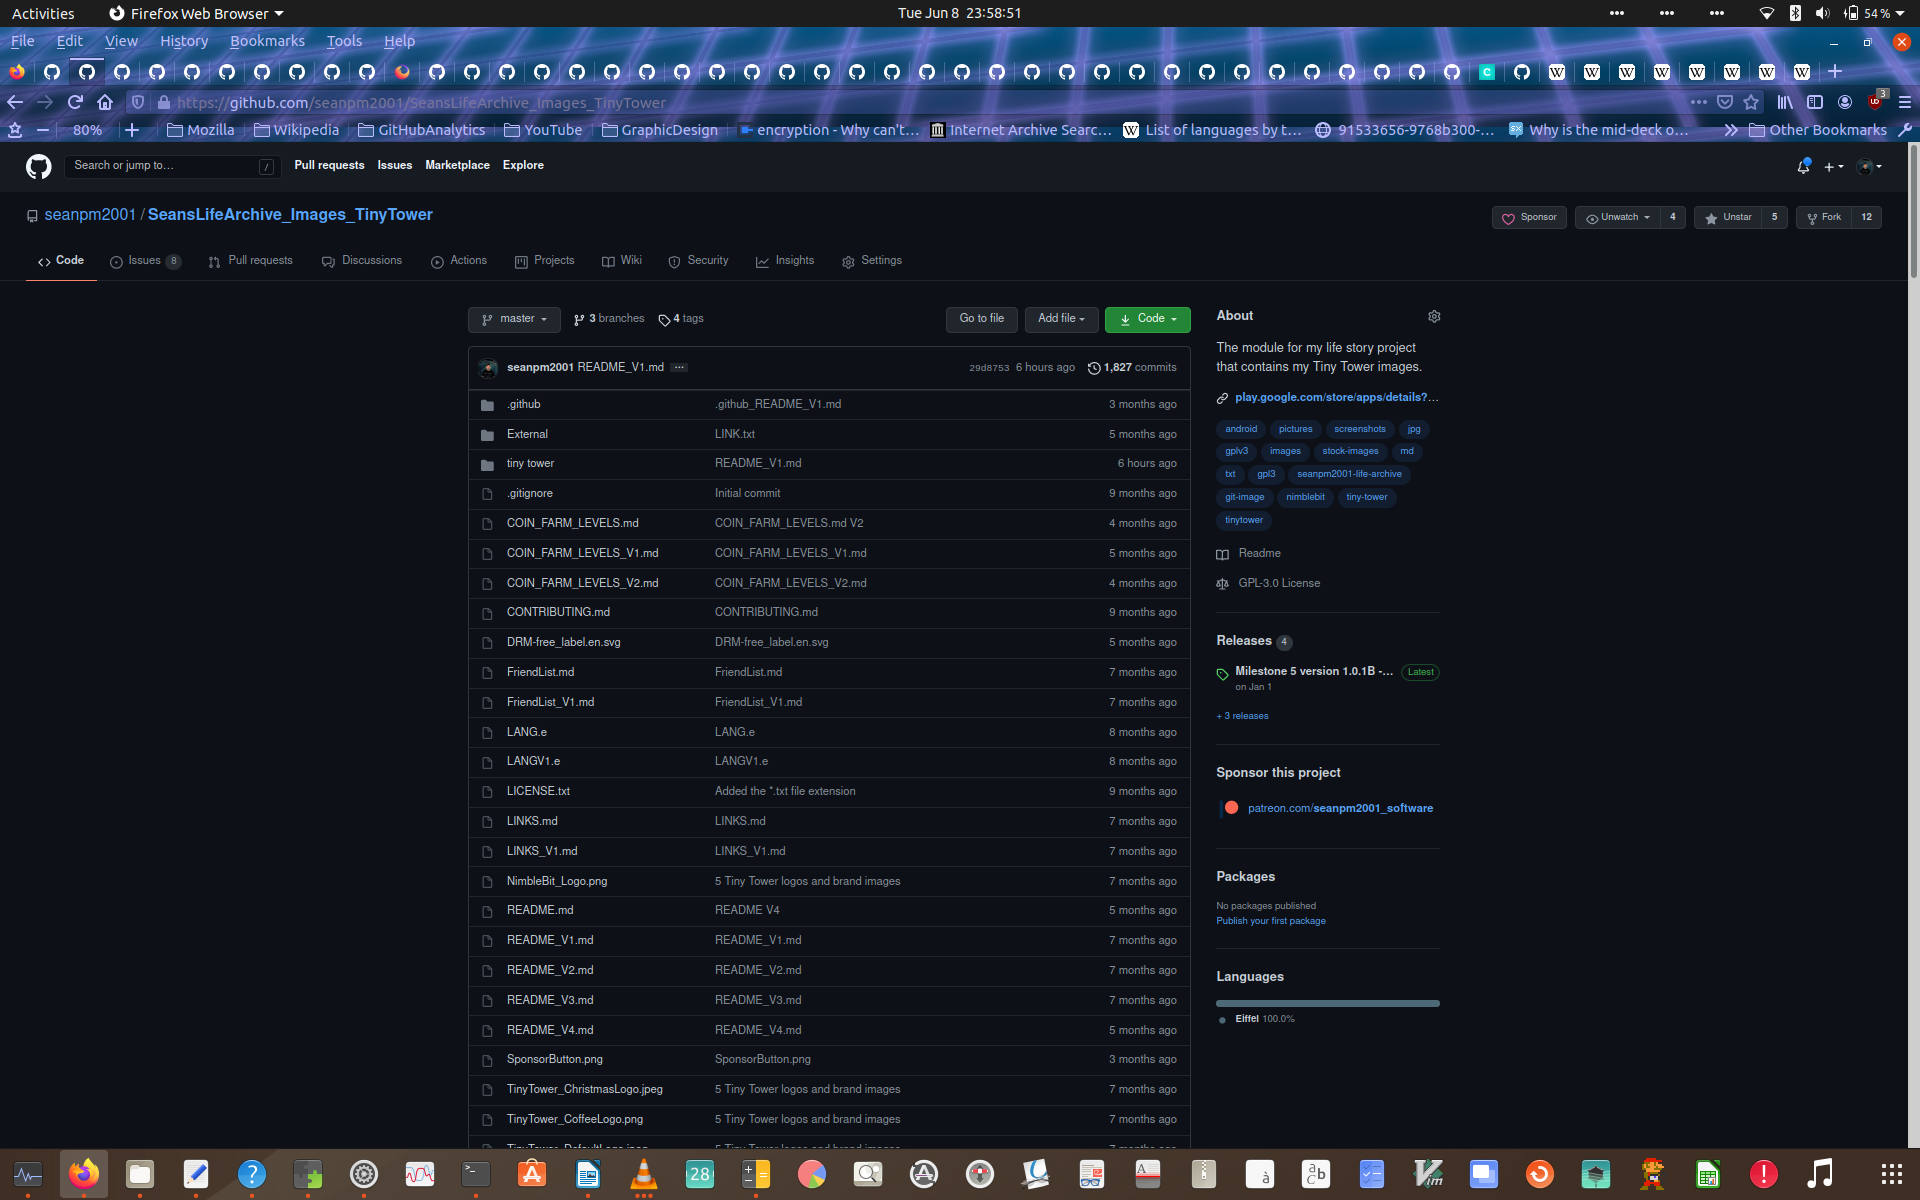 Activities Firefox Web Browser Tue Jun 8 23:58:51 54 %
File Edit View History Bookmarks Tools Help
https://github.com/seanpm2001/SeansLifeArchive_Images_TinyTower 3
80% Mozilla Wikipedia GitHubAnalytics YouTube GraphicDesign encryption - Why can't... Internet Archive Searc... List of languages by t... 91533656-9768b300-... Why is the mid-deck o... Other Bookmarks
Search or jump to... / Pull requests Issues Marketplace Explore
seanpm2001 / SeansLifeArchive_Images_TinyTower Sponsor Unwatch 4 Unstar 5 Fork 12
Code Issues 8 Pull requests Discussions Actions Projects Wiki Security Insights Settings
master 3 branches 4 tags Go to file Add file Code
seanpm2001 README_V1.md ... 29d8753 6 hours ago 1,827 commits
.github .github_README_V1.md 3 months ago
External LINK.txt 5 months ago
tiny tower README_V1.md 6 hours ago
.gitignore Initial commit 9 months ago
COIN_FARM_LEVELS.md COIN_FARM_LEVELS.md V2 4 months ago
COIN_FARM_LEVELS_V1.md COIN_FARM_LEVELS_V1.md 5 months ago
COIN_FARM_LEVELS_V2.md COIN_FARM_LEVELS_V2.md 4 months ago
CONTRIBUTING.md CONTRIBUTING.md 9 months ago
DRM-free_label.en.svg DRM-free_label.en.svg 5 months ago
FriendList.md FriendList.md 7 months ago
FriendList_V1.md FriendList_V1.md 7 months ago
LANG.e LANG.e 8 months ago
LANGV1.e LANGV1.e 8 months ago
LICENSE.txt Added the *.txt file extension 9 months ago
LINKS.md LINKS.md 7 months ago
LINKS_V1.md LINKS_V1.md 7 months ago
NimbleBit_Logo.png 5 Tiny Tower logos and brand images 7 months ago
README.md README V4 5 months ago
README_V1.md README_V1.md 7 months ago
README_V2.md README_V2.md 7 months ago
README_V3.md README_V3.md 7 months ago
README_V4.md README_V4.md 5 months ago
SponsorButton.png SponsorButton.png 3 months ago
TinyTower_ChristmasLogo.jpeg 5 Tiny Tower logos and brand images 7 months ago
TinyTower_CoffeeLogo.png 5 Tiny Tower logos and brand images 7 months ago
About
The module for my life story project
that contains my Tiny Tower images.
play.google.com/store/apps/details?...
android pictures screenshots jpg
gplv3 images stock-images md
txt gpl3 seanpm2001-life-archive
git-image nimblebit tiny-tower
tinytower
Readme
GPL-3.0 License
Releases 4
Milestone 5 version 1.0.1B -... Latest
on Jan 1
+ 3 releases
Sponsor this project
patreon.com/seanpm2001_software
Packages
No packages published
Publish your first package
Languages
Eiffel 100.0%
28